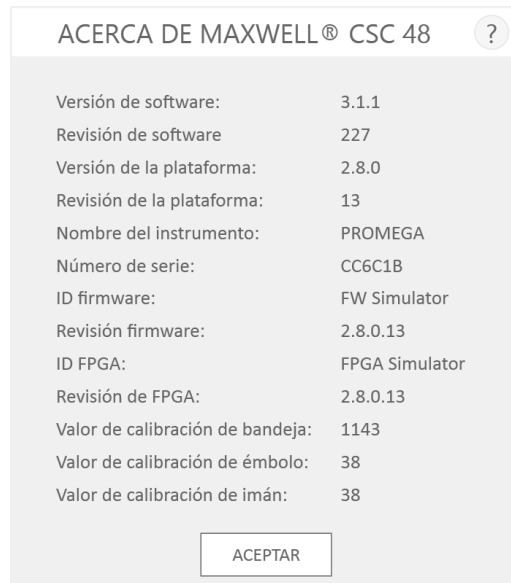 ACERCA DE MAXWELL® CSC 48 ?
Versión de software: 3.1.1
Revisión de software 227
Versión de la plataforma: 2.8.0
Revisión de la plataforma: 13
Nombre del instrumento: PROMEGA
Número de serie: CC6C1B
ID firmware: FW Simulator
Revisión firmware: 2.8.0.13
ID FPGA: FPGA Simulator
Revisión de FPGA: 2.8.0.13
Valor de calibración de bandeja: 1143
Valor de calibración de émbolo: 38
Valor de calibración de imán: 38
ACEPTAR